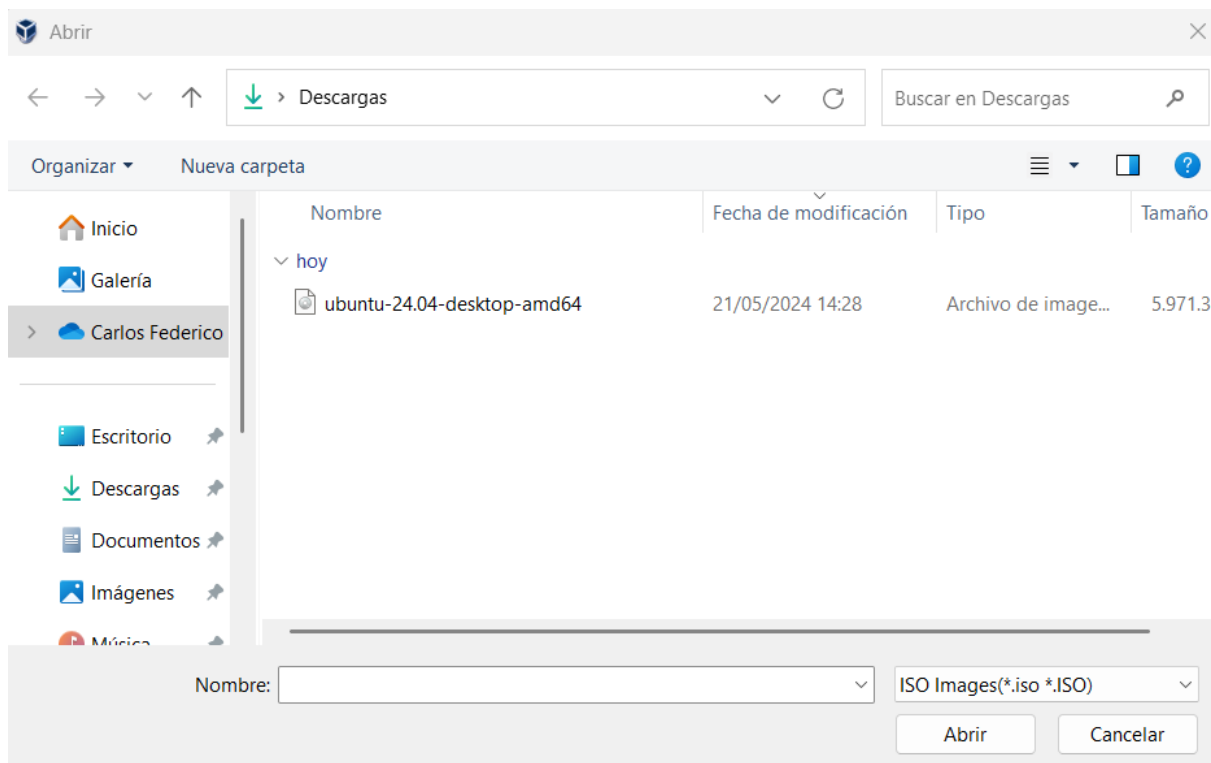 Abrir
Descargas
Buscar en Descargas
Organizar
Nueva carpeta
Nombre Fecha de modificación Tipo Tamaño
Inicio
hoy
Galería
ubuntu-24.04-desktop-amd64 21/05/2024 14:28 Archivo de image... 5.971.3
Carlos Federico
Escritorio
Descargas
Documentos
Imágenes
Música
Nombre:
ISO Images(*.iso *.ISO)
Abrir
Cancelar